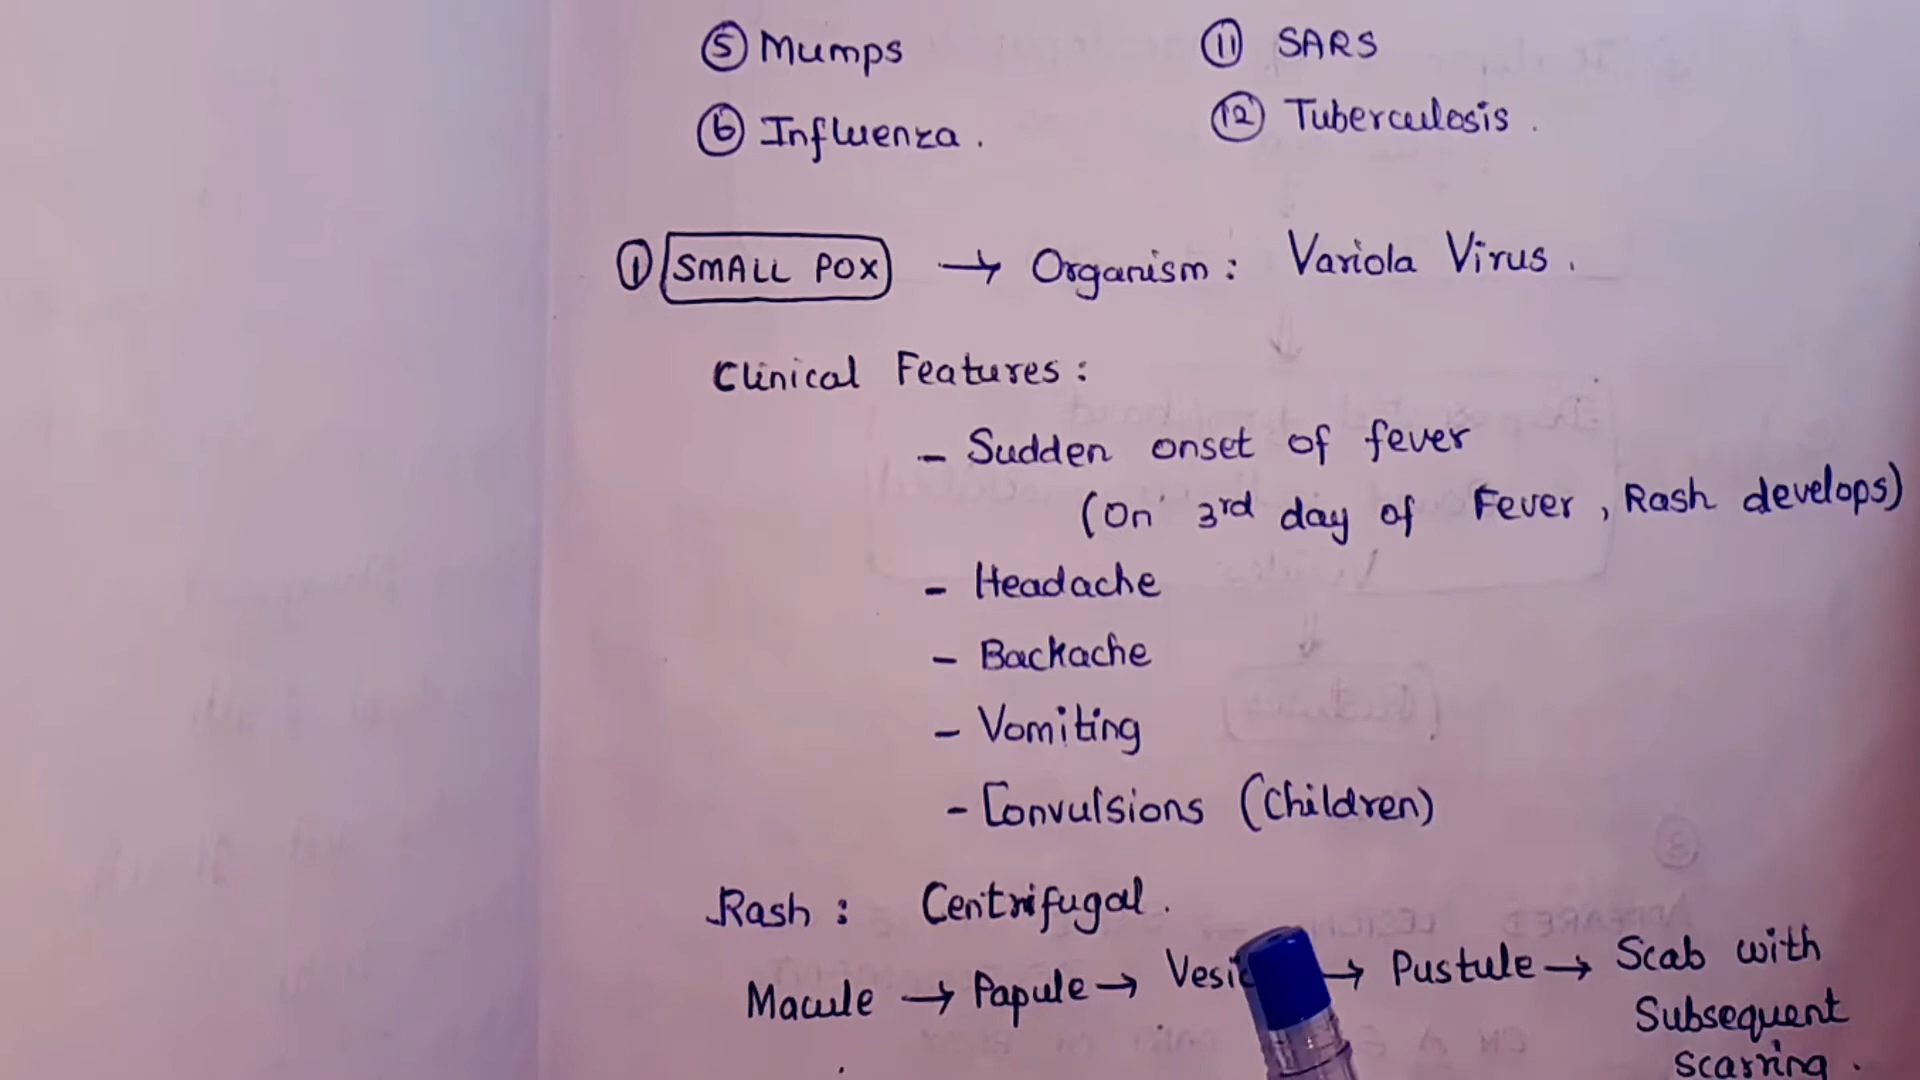 ⑤ Mumps ⑪ SARS
⑥ Influenza. ⑫ Tuberculosis.
① SMALL POX → Organism: Variola Virus.
Clinical Features:
- Sudden onset of fever
(On 3rd day of Fever, Rash develops)
- Headache
- Backache
- Vomiting
- Convulsions (Children)
Rash: Centrifugal.
Macule → Papule → → Pustule → Scab with
Subsequent
scarring.